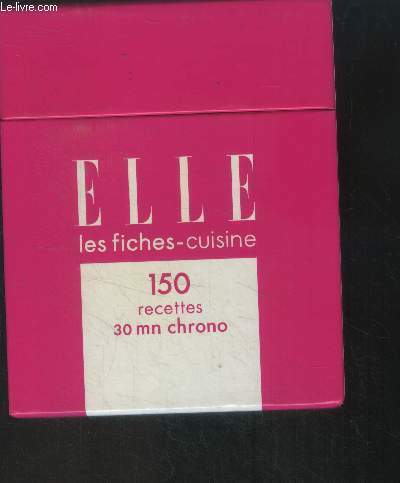 Le-livre.com
ELLE
les fiches-cuisine
150
recettes
30 mn chrono